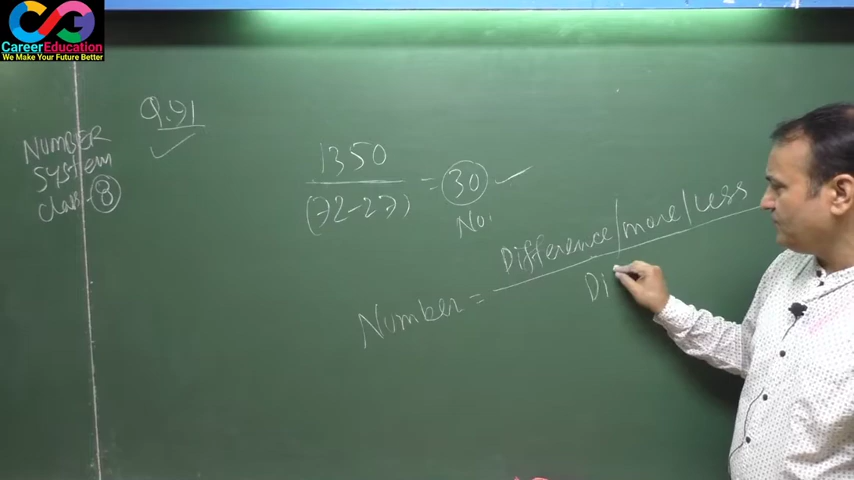 CG
CareerEducation
We Make Your Future Better
Q.91
NUMBER
SYSTEM
class-8
1350
(72-27)
= 30
No.
Difference/more/Less
Number =
Di